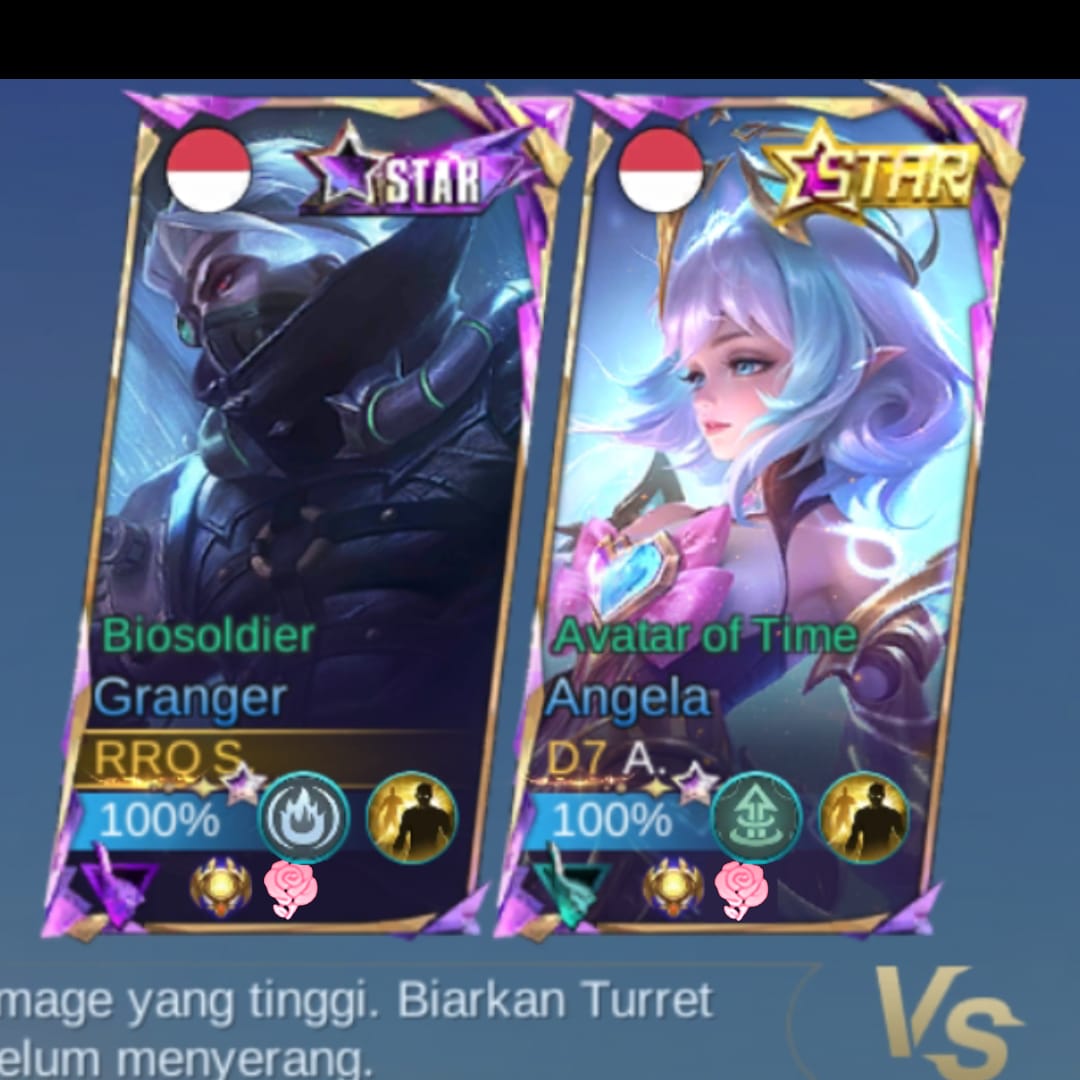 STAR
Biosoldier
Granger
RRQ S.
100%
STAR
Avatar of Time
Angela
D7 A.
100%
mage yang tinggi. Biarkan Turret
elum menyerang.
Vs